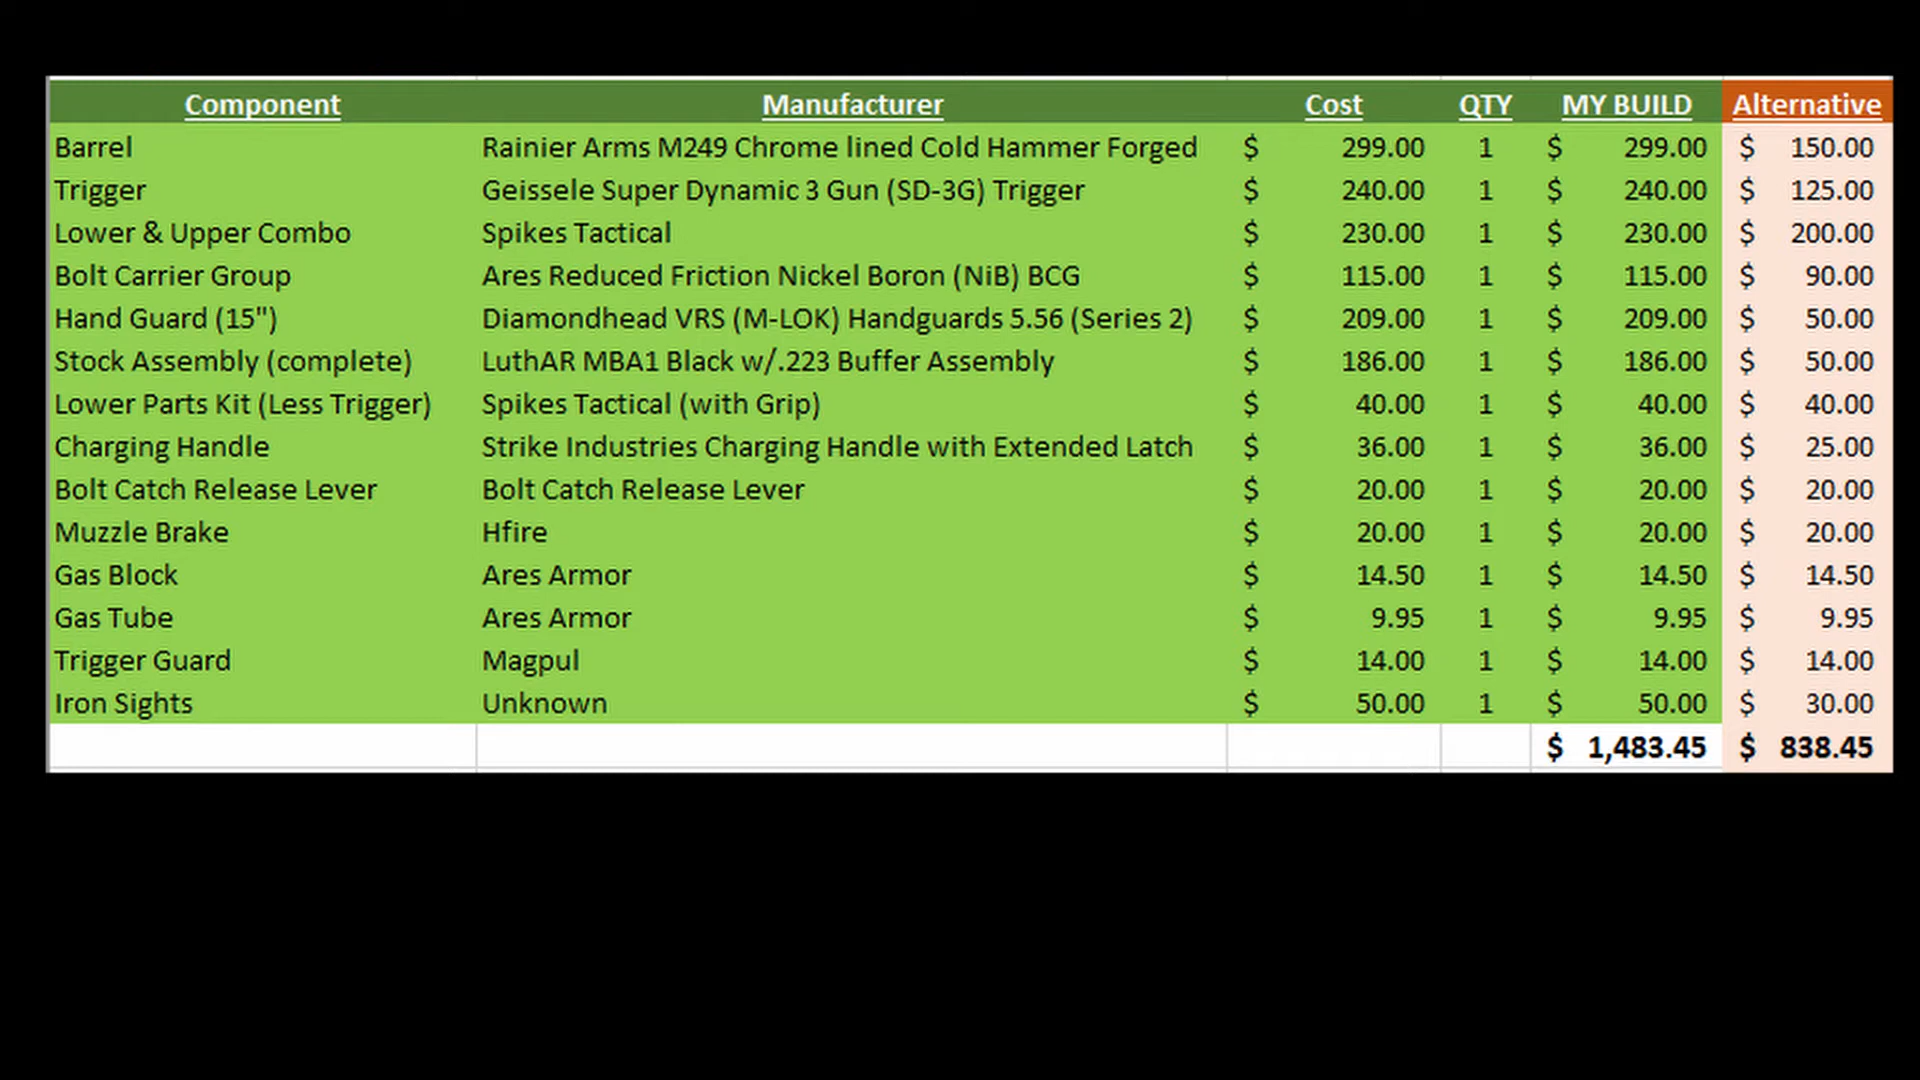 Component Manufacturer Cost QTY MY BUILD Alternative
Barrel Rainier Arms M249 Chrome lined Cold Hammer Forged $ 299.00 1 $ 299.00 $ 150.00
Trigger Geissele Super Dynamic 3 Gun (SD-3G) Trigger $ 240.00 1 $ 240.00 $ 125.00
Lower & Upper Combo Spikes Tactical $ 230.00 1 $ 230.00 $ 200.00
Bolt Carrier Group Ares Reduced Friction Nickel Boron (NiB) BCG $ 115.00 1 $ 115.00 $ 90.00
Hand Guard (15") Diamondhead VRS (M-LOK) Handguards 5.56 (Series 2) $ 209.00 1 $ 209.00 $ 50.00
Stock Assembly (complete) LuthAR MBA1 Black w/.223 Buffer Assembly $ 186.00 1 $ 186.00 $ 50.00
Lower Parts Kit (Less Trigger) Spikes Tactical (with Grip) $ 40.00 1 $ 40.00 $ 40.00
Charging Handle Strike Industries Charging Handle with Extended Latch $ 36.00 1 $ 36.00 $ 25.00
Bolt Catch Release Lever Bolt Catch Release Lever $ 20.00 1 $ 20.00 $ 20.00
Muzzle Brake Hfire $ 20.00 1 $ 20.00 $ 20.00
Gas Block Ares Armor $ 14.50 1 $ 14.50 $ 14.50
Gas Tube Ares Armor $ 9.95 1 $ 9.95 $ 9.95
Trigger Guard Magpul $ 14.00 1 $ 14.00 $ 14.00
Iron Sights Unknown $ 50.00 1 $ 50.00 $ 30.00
$ 1,483.45 $ 838.45